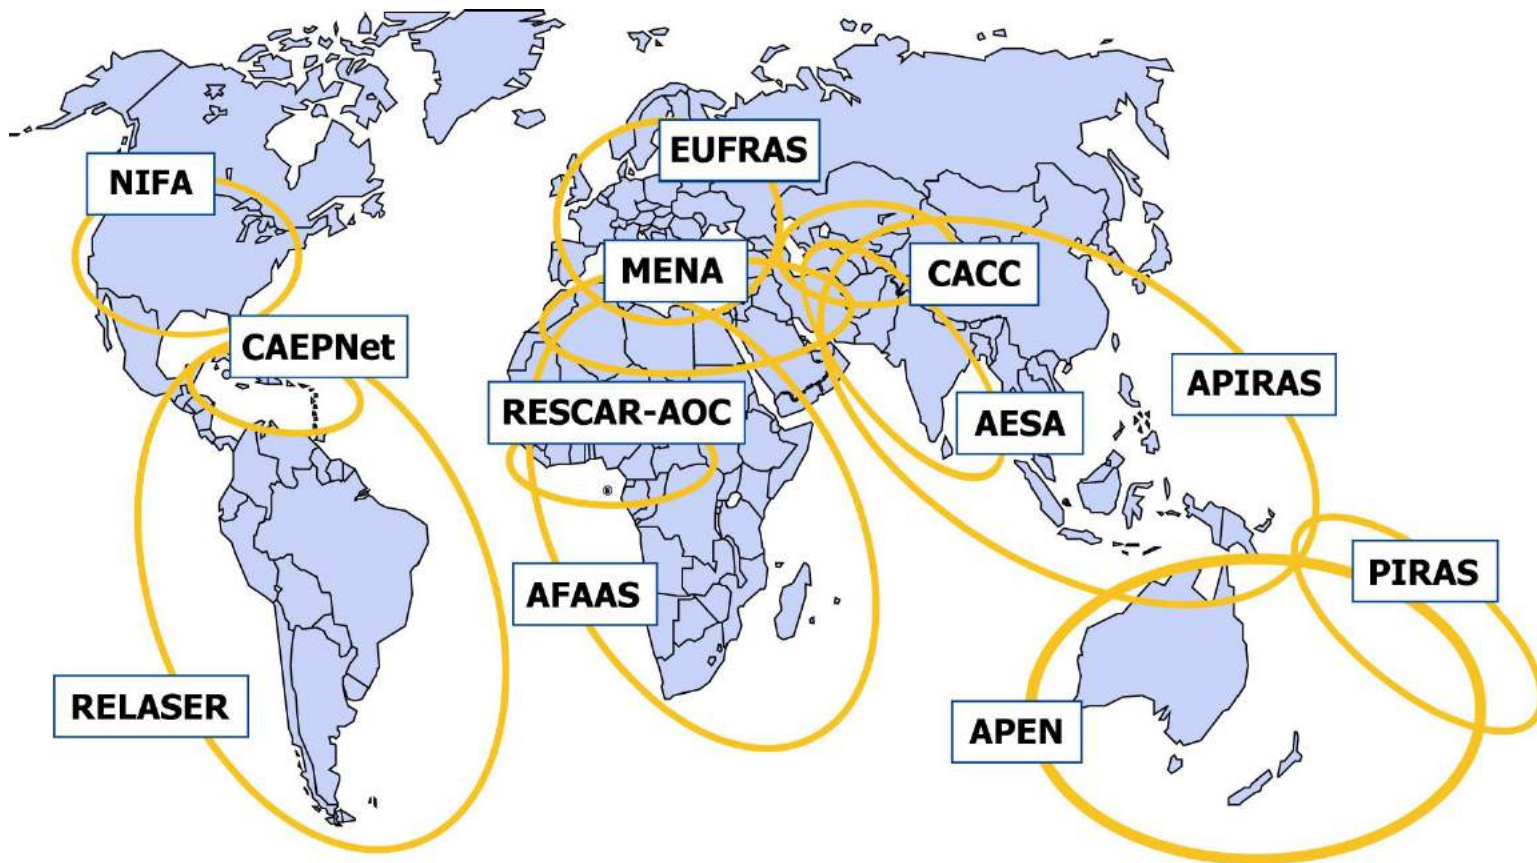 EUFRAS
NIFA
MENA
CACC
CAEPNet
APIRAS
RESCAR-AOC
AESA
PIRAS
AFAAS
RELASER
APEN